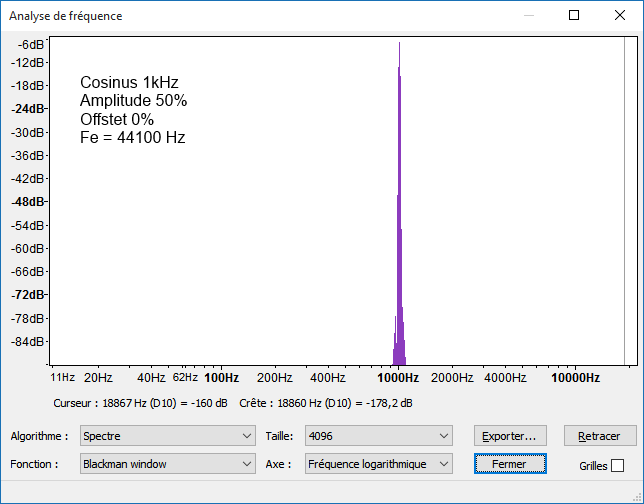 Analyse de fréquence
-6dB
-12dB
-18dB
-24dB
-30dB
-36dB
-42dB
-48dB
-54dB
-60dB
-66dB
-72dB
-78dB
-84dB
Cosinus 1kHz
Amplitude 50%
Offstet 0%
Fe = 44100 Hz
11Hz 20Hz 40Hz 62Hz 100Hz 200Hz 400Hz 1000Hz 2000Hz 4000Hz 10000Hz
Curseur : 18867 Hz (D10) = -160 dB Crête : 18860 Hz (D10) = -178,2 dB
Algorithme : Spectre Taille: 4096 Exporter... Retracer
Fonction : Blackman window Axe : Fréquence logarithmique Fermer Grilles